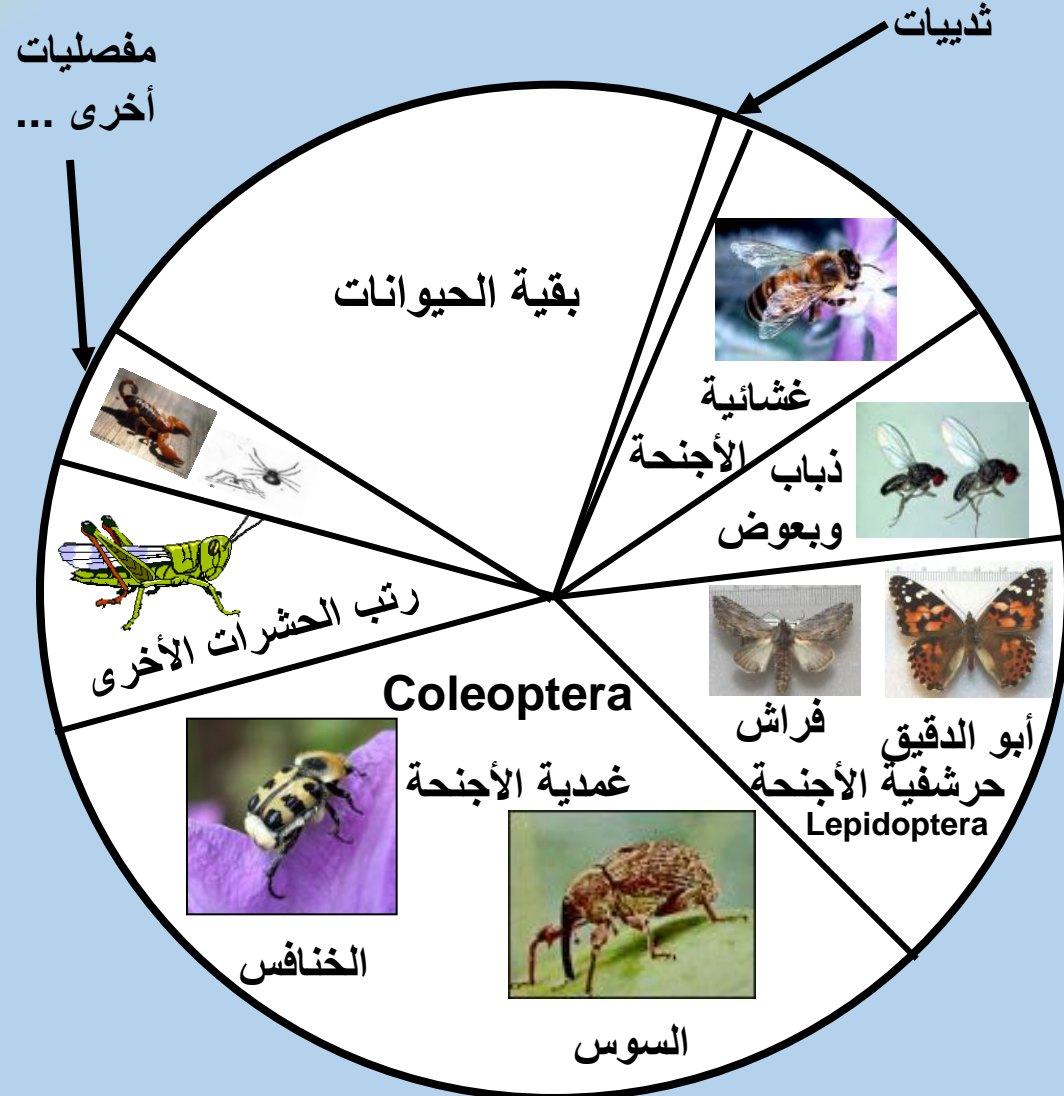 ثدييات
مفصليات
أخرى ...
بقية الحيوانات
غشائية
الأجنحة
ذباب
وبعوض
رتب الحشرات الأخرى
Coleoptera
غمدية الأجنحة
فراش
أبو الدقيق
حرشفية الأجنحة
Lepidoptera
الخنافس
السوس